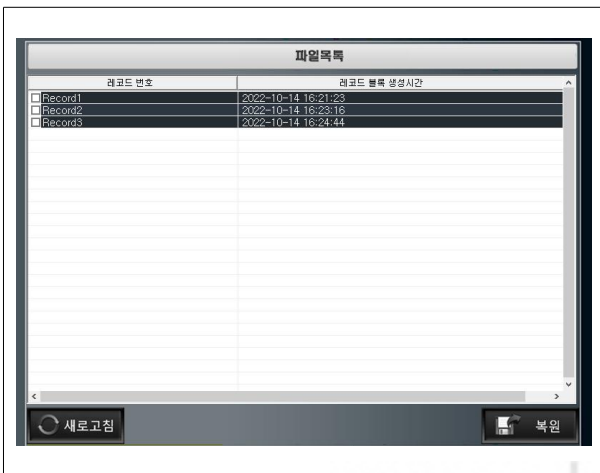 파일목록
레코드 번호 레코드 블록 생성시간
Record1 2022-10-14 16:21:23
Record2 2022-10-14 16:23:16
Record3 2022-10-14 16:24:44
새로고침 복원